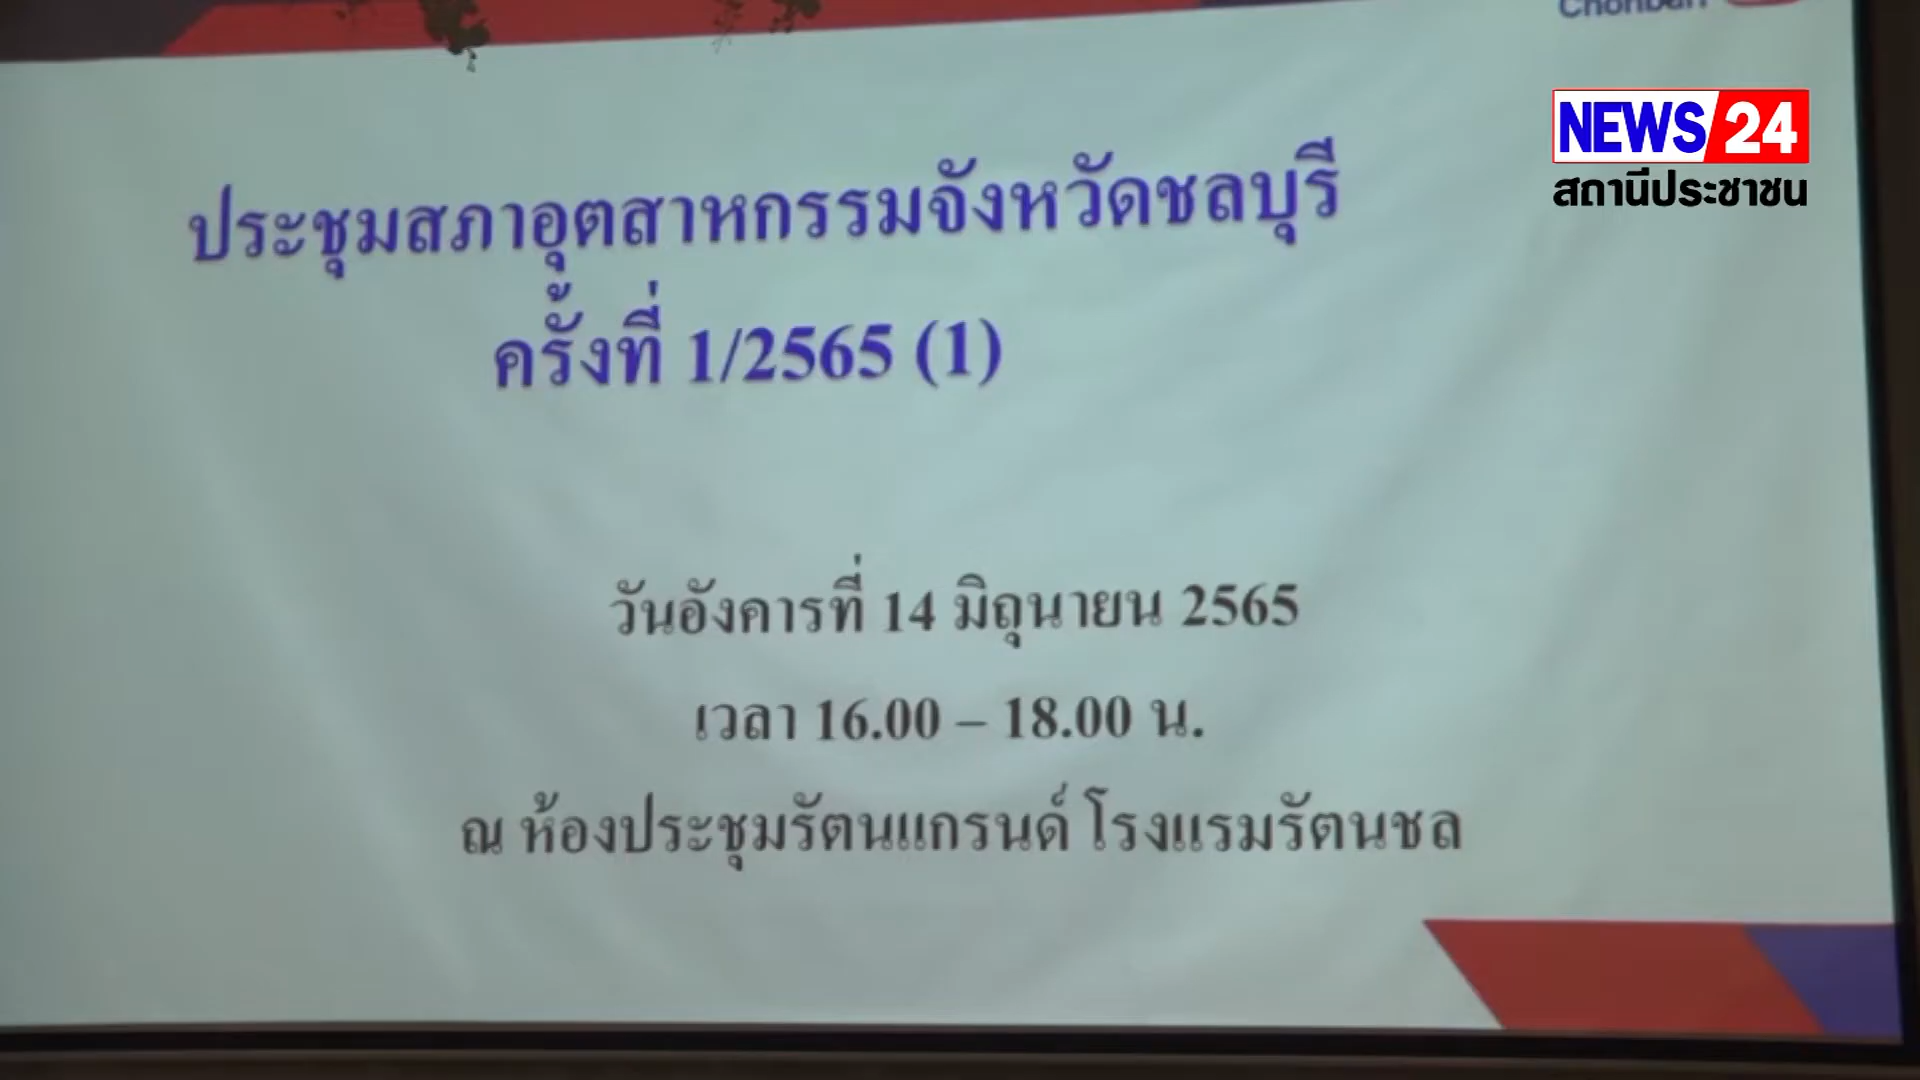 Chonburi
NEWS 24
สถานีประชาชน
ประชุมสภาอุตสาหกรรมจังหวัดชลบุรี
ครั้งที่ 1/2565 (1)
วันอังคารที่ 14 มิถุนายน 2565
เวลา 16.00 – 18.00 น.
ณ ห้องประชุมรัตนแกรนด์ โรงแรมรัตนชล